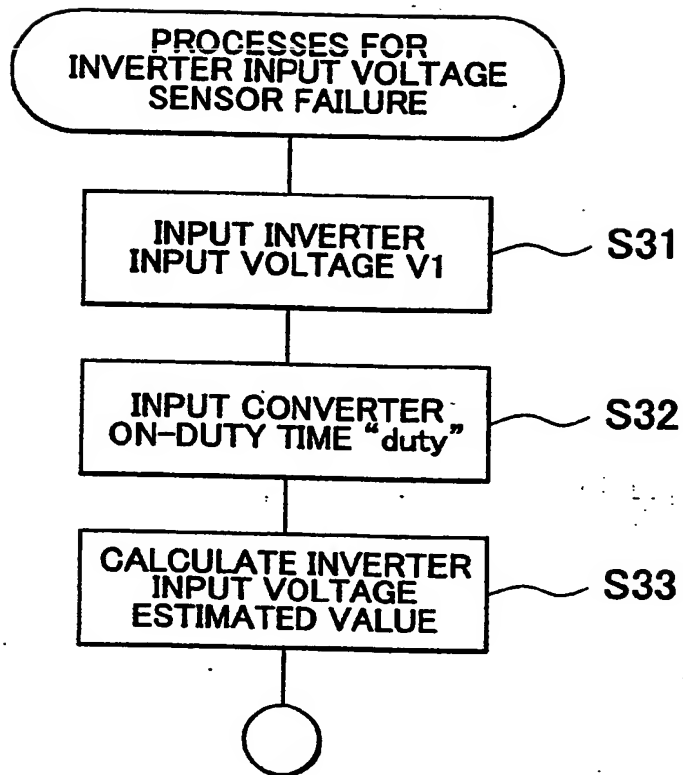 PROCESSES FOR
INVERTER INPUT VOLTAGE
SENSOR FAILURE
INPUT INVERTER
INPUT VOLTAGE V1
S31
INPUT CONVERTER
ON-DUTY TIME “duty”
S32
CALCULATE INVERTER
INPUT VOLTAGE
ESTIMATED VALUE
S33